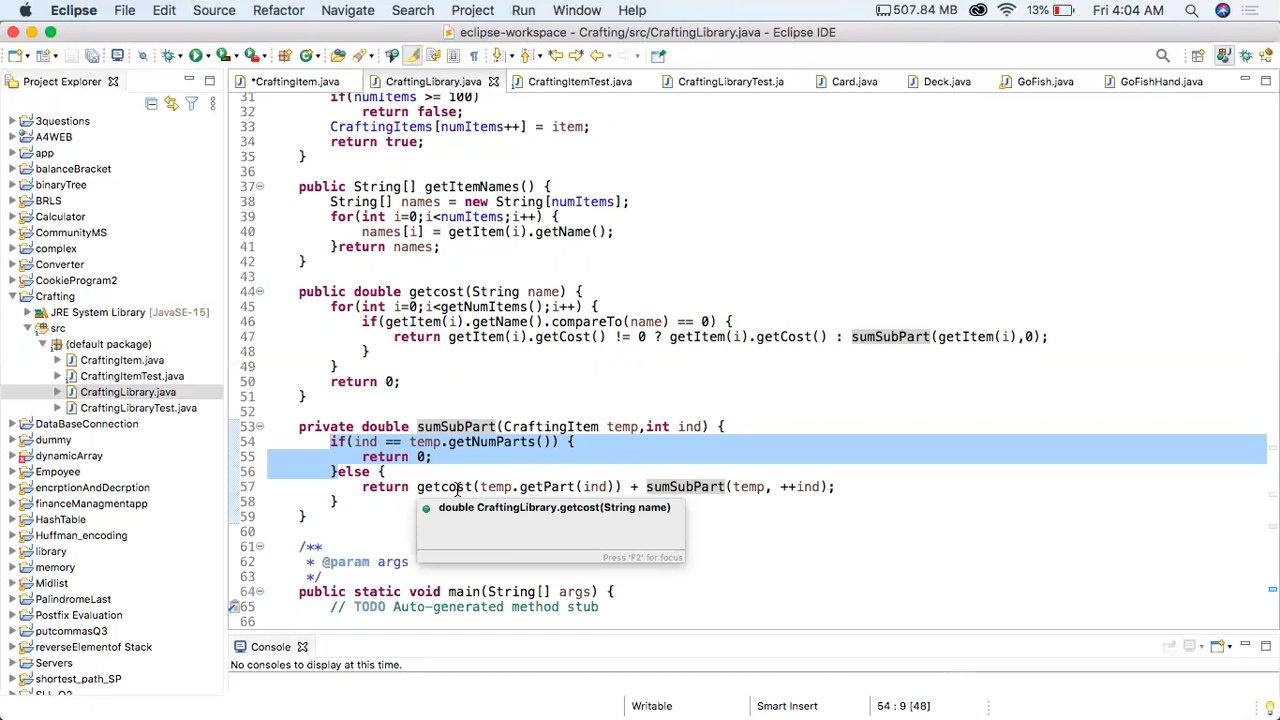 Eclipse File Edit Source Refactor Navigate Search Project Run Window Help 507.84 MB 13% Fri 4:04 AM
eclipse-workspace - Crafting/src/CraftingLibrary.java - Eclipse IDE
Project Explorer
*CraftingItem.java CraftingLibrary.java CraftingItemTest.java CraftingLibraryTest.ja Card.java Deck.java GoFish.java GoFishHand.java
3questions
A4WEB
app
balanceBracket
binaryTree
BRLS
Calculator
CommunityMS
complex
Converter
CookieProgram2
Crafting
JRE System Library [JavaSE-15]
src
(default package)
CraftingItem.java
CraftingItemTest.java
CraftingLibrary.java
CraftingLibraryTest.java
DataBaseConnection
dummy
dynamicArray
Empoyee
encrptionAndDecrption
financeManagment
HashTable
Huffman_encoding
library
memory
Midlist
PalindromeLast
Postfix Evaluation
putcommasQ3
reverseElementof Stack
Servers
shortest_path_SP
31 if(numItems >= 100)
32 return false;
33 CraftingItems[numItems++] = item;
34 return true;
35 }
36
37 public String[] getItemNames() {
38 String[] names = new String[numItems];
39 for(int i=0;i<numItems;i++) {
40 names[i] = getItem(i).getName();
41 }return names;
42 }
43
44 public double getcost(String name) {
45 for(int i=0;i<getNumItems();i++) {
46 if(getItem(i).getName().compareTo(name) == 0) {
47 return getItem(i).getCost() != 0 ? getItem(i).getCost() : sumSubPart(getItem(i),0);
48 }
49 }
50 return 0;
51 }
52
53 private double sumSubPart(CraftingItem temp,int ind) {
54 if(ind == temp.getNumParts()) {
55 return 0;
56 }else {
57 return getcost(temp.getPart(ind)) + sumSubPart(temp, ++ind);
58 }
59 }
60
61 /**
62 * @param args
63 */
64 public static void main(String[] args) {
65 // TODO Auto-generated method stub
66
double CraftingLibrary.getcost(String name)
Press 'F2' for focus
Console
No consoles to display at this time.
Writable Smart Insert 54 : 9 [48]